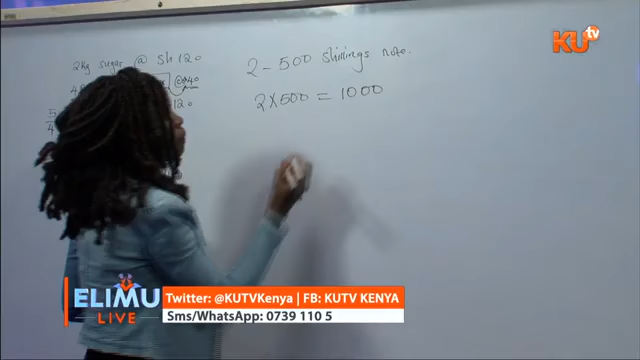 2kg sugar @ sh 120
@ 40
120
2 - 500 shillings note.
2 × 500 = 1000
KU tv
ELIMU
LIVE
Twitter: @KUTVKenya | FB: KUTV KENYA
Sms/WhatsApp: 0739 110 5